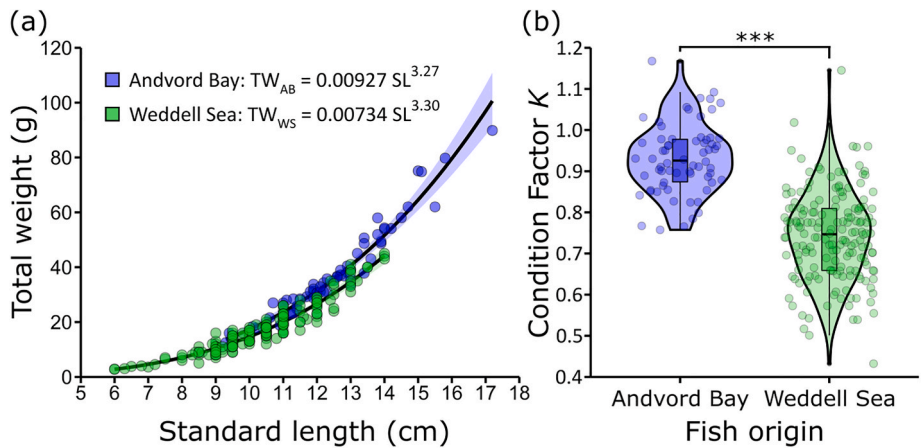 (a)
Total weight (g)
120
100
80
60
40
20
0
Andvord Bay: TW_AB = 0.00927 SL^3.27
Weddell Sea: TW_WS = 0.00734 SL^3.30
5 6 7 8 9 10 11 12 13 14 15 16 17 18
Standard length (cm)
(b)
Condition Factor K
1.2
1.1
1.0
0.9
0.8
0.7
0.6
0.5
0.4
***
Andvord Bay Weddell Sea
Fish origin